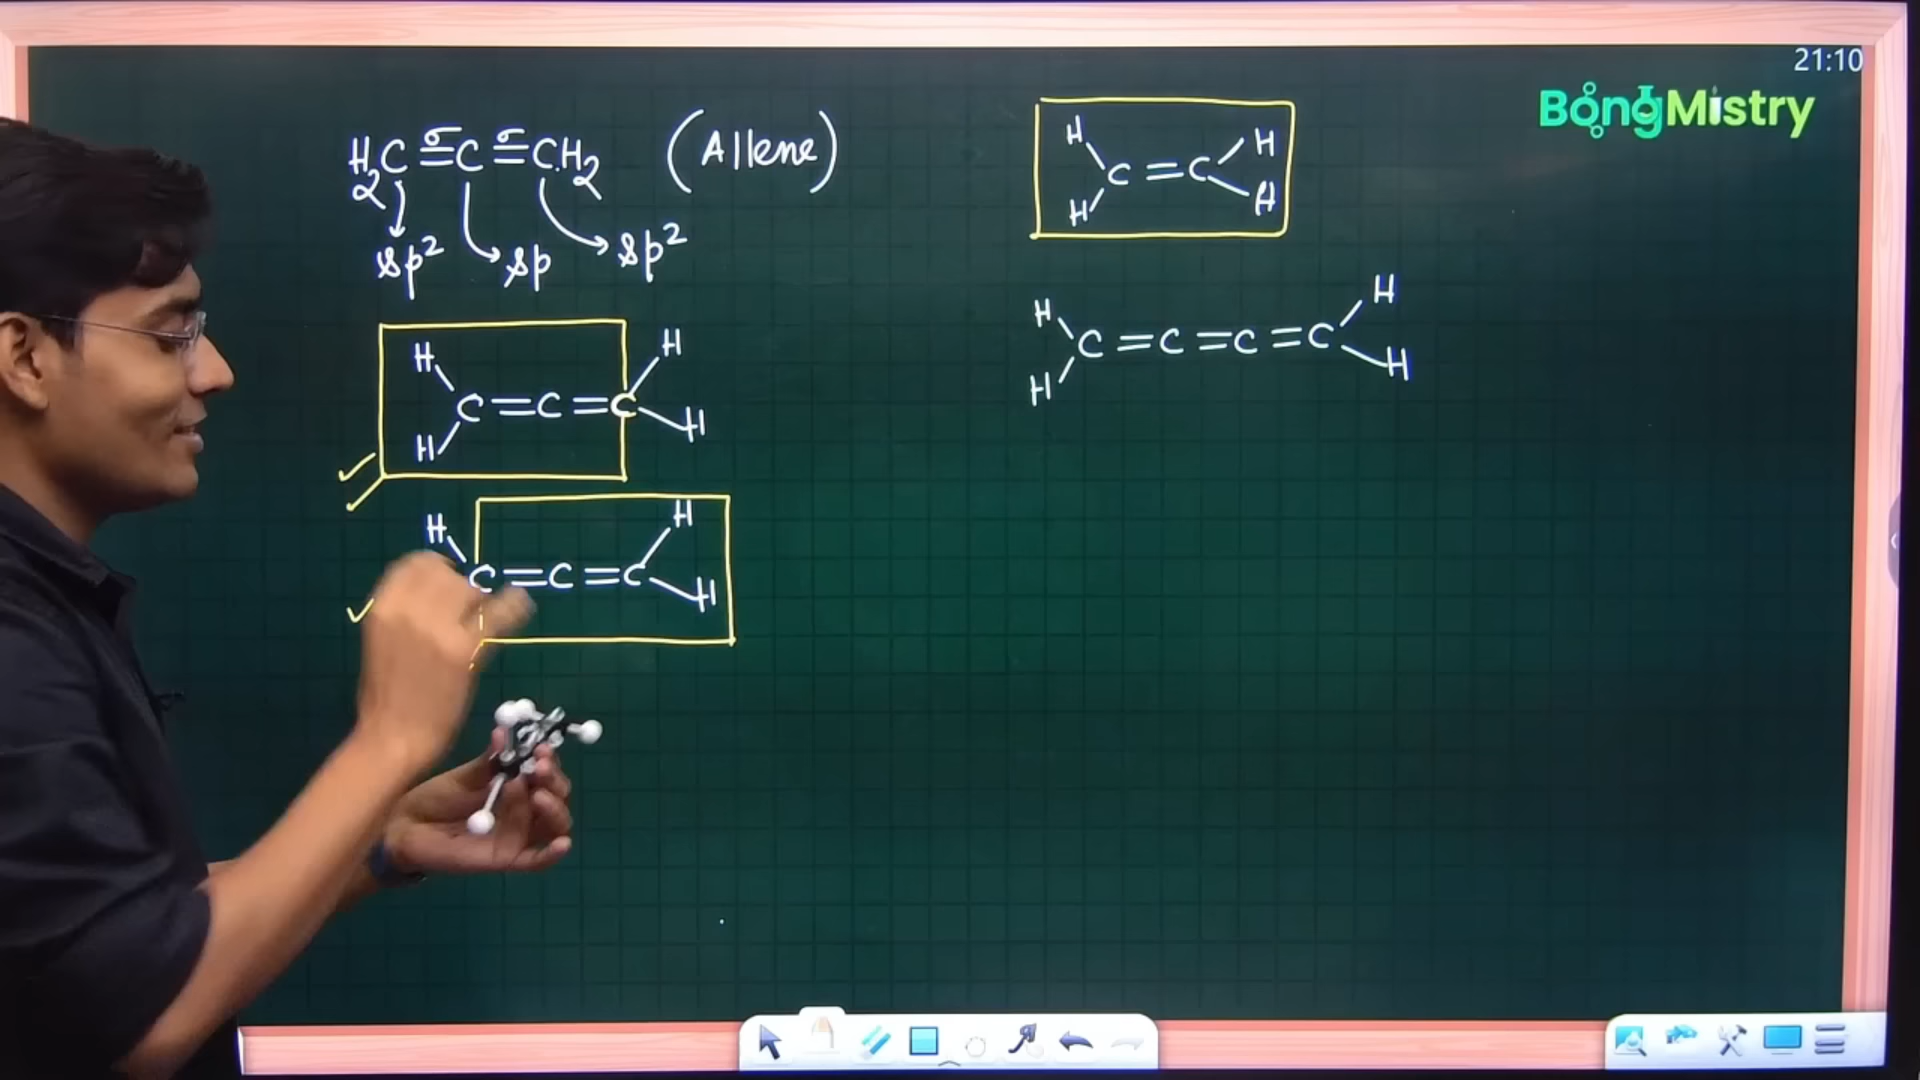 21:10
BongMistry
H₂C=C=CH₂ (Allene)
σ σ
sp² sp sp²
H H
C=C=C
H H
H H
C=C=C
H
H H
C=C
H H
H H
C=C=C=C
H H